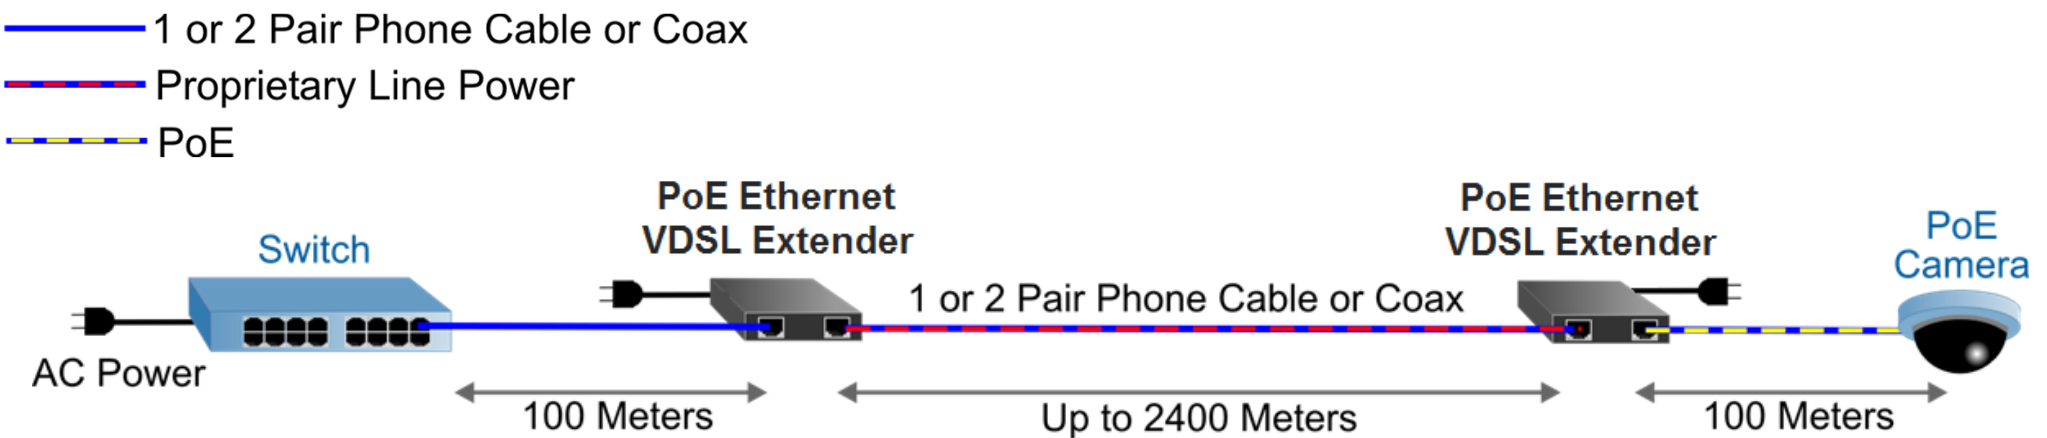 1 or 2 Pair Phone Cable or Coax
Proprietary Line Power
PoE
PoE Ethernet
VDSL Extender
PoE Ethernet
VDSL Extender
PoE
Camera
Switch
1 or 2 Pair Phone Cable or Coax
AC Power
100 Meters
Up to 2400 Meters
100 Meters